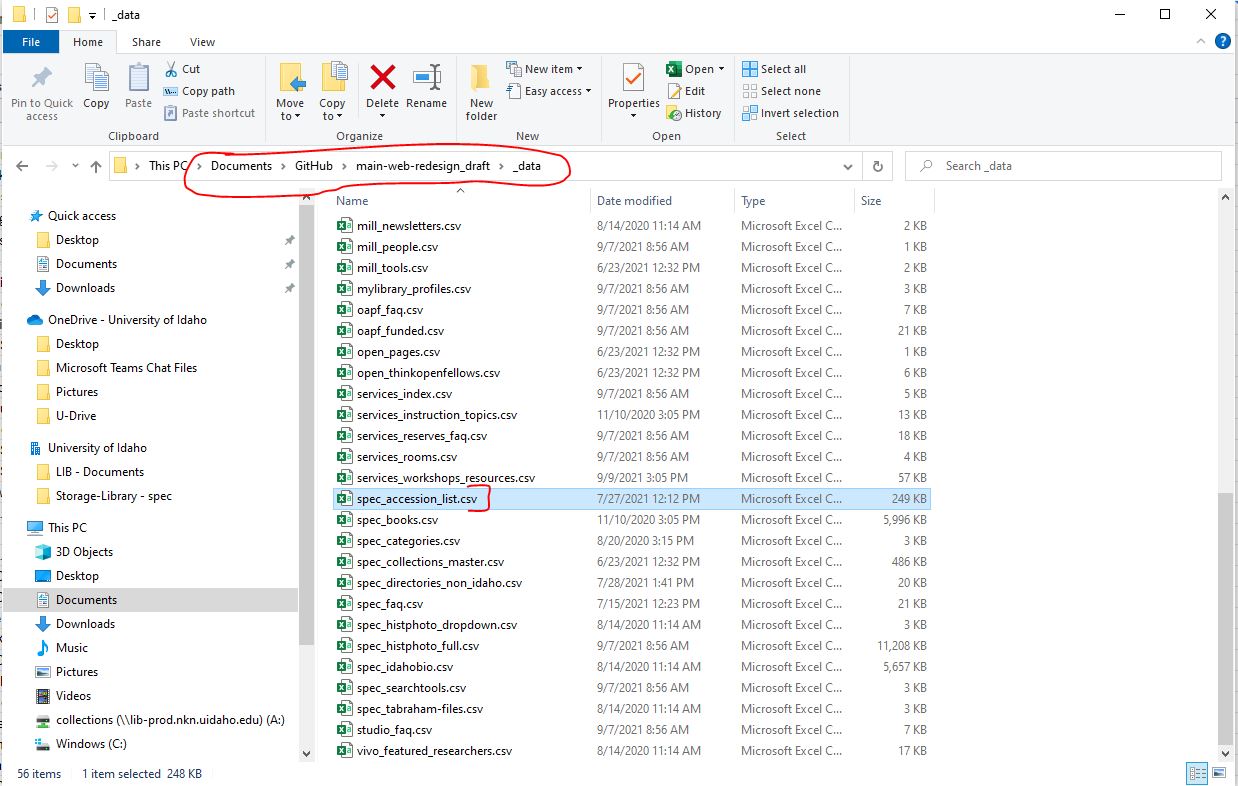 _data
File Home Share View
Pin to Quick access
Copy
Paste
Cut
Copy path
Paste shortcut
Clipboard
Move to
Copy to
Delete
Rename
Organize
New folder
New item
Easy access
New
Properties
Open
Edit
History
Open
Select all
Select none
Invert selection
Select
This PC Documents GitHub main-web-redesign_draft _data
Search _data
Quick access
Desktop
Documents
Downloads
OneDrive - University of Idaho
Desktop
Microsoft Teams Chat Files
Pictures
U-Drive
University of Idaho
LIB - Documents
Storage-Library - spec
This PC
3D Objects
Desktop
Documents
Downloads
Music
Pictures
Videos
collections (\\lib-prod.nkn.uidaho.edu) (A:)
Windows (C:)
Name Date modified Type Size
mill_newsletters.csv 8/14/2020 11:14 AM Microsoft Excel C... 2 KB
mill_people.csv 9/7/2021 8:56 AM Microsoft Excel C... 1 KB
mill_tools.csv 6/23/2021 12:32 PM Microsoft Excel C... 2 KB
mylibrary_profiles.csv 9/7/2021 8:56 AM Microsoft Excel C... 3 KB
oapf_faq.csv 9/7/2021 8:56 AM Microsoft Excel C... 7 KB
oapf_funded.csv 9/7/2021 8:56 AM Microsoft Excel C... 21 KB
open_pages.csv 6/23/2021 12:32 PM Microsoft Excel C... 1 KB
open_thinkopenfellows.csv 6/23/2021 12:32 PM Microsoft Excel C... 6 KB
services_index.csv 9/7/2021 8:56 AM Microsoft Excel C... 5 KB
services_instruction_topics.csv 11/10/2020 3:05 PM Microsoft Excel C... 13 KB
services_reserves_faq.csv 9/7/2021 8:56 AM Microsoft Excel C... 18 KB
services_rooms.csv 9/7/2021 8:56 AM Microsoft Excel C... 4 KB
services_workshops_resources.csv 9/9/2021 3:05 PM Microsoft Excel C... 57 KB
spec_accession_list.csv 7/27/2021 12:12 PM Microsoft Excel C... 249 KB
spec_books.csv 11/10/2020 3:05 PM Microsoft Excel C... 5,996 KB
spec_categories.csv 8/20/2020 3:15 PM Microsoft Excel C... 3 KB
spec_collections_master.csv 6/23/2021 12:32 PM Microsoft Excel C... 486 KB
spec_directories_non_idaho.csv 7/28/2021 1:41 PM Microsoft Excel C... 20 KB
spec_faq.csv 7/15/2021 12:23 PM Microsoft Excel C... 21 KB
spec_histphoto_dropdown.csv 8/14/2020 11:14 AM Microsoft Excel C... 3 KB
spec_histphoto_full.csv 9/7/2021 8:56 AM Microsoft Excel C... 11,208 KB
spec_idahobio.csv 8/14/2020 11:14 AM Microsoft Excel C... 5,657 KB
spec_searchtools.csv 9/7/2021 8:56 AM Microsoft Excel C... 3 KB
spec_tabraham-files.csv 8/14/2020 11:14 AM Microsoft Excel C... 3 KB
studio_faq.csv 9/7/2021 8:56 AM Microsoft Excel C... 7 KB
vivo_featured_researchers.csv 8/14/2020 11:14 AM Microsoft Excel C... 17 KB
56 items 1 item selected 248 KB